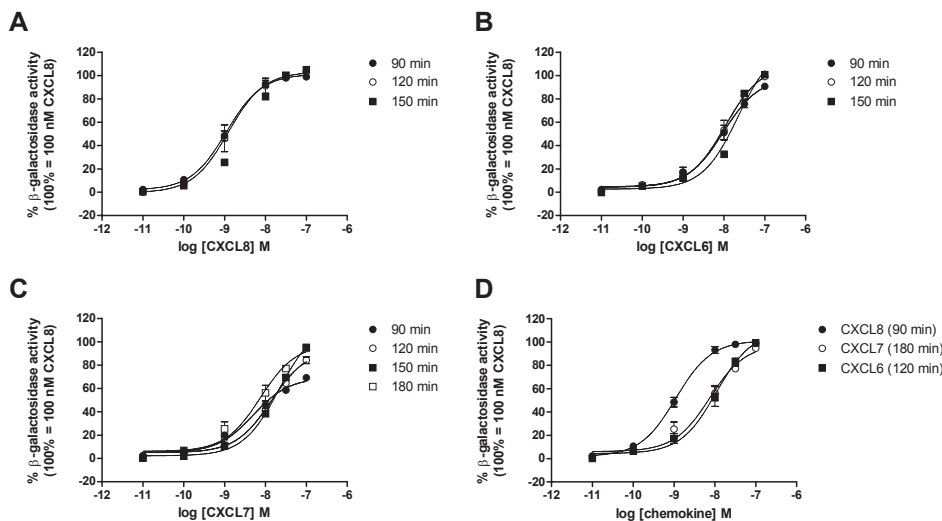 A
% β-galactosidase activity
(100% = 100 nM CXCL8)
120
100
80
60
40
20
0
-20
-12 -11 -10 -9 -8 -7 -6
log [CXCL8] M
90 min
120 min
150 min
B
% β-galactosidase activity
(100% = 100 nM CXCL8)
120
100
80
60
40
20
0
-20
-12 -11 -10 -9 -8 -7 -6
log [CXCL6] M
90 min
120 min
150 min
C
% β-galactosidase activity
(100% = 100 nM CXCL8)
120
100
80
60
40
20
0
-20
-12 -11 -10 -9 -8 -7 -6
log [CXCL7] M
90 min
120 min
150 min
180 min
D
% β-galactosidase activity
(100% = 100 nM CXCL8)
120
100
80
60
40
20
0
-20
-12 -11 -10 -9 -8 -7 -6
log [chemokine] M
CXCL8 (90 min)
CXCL7 (180 min)
CXCL6 (120 min)